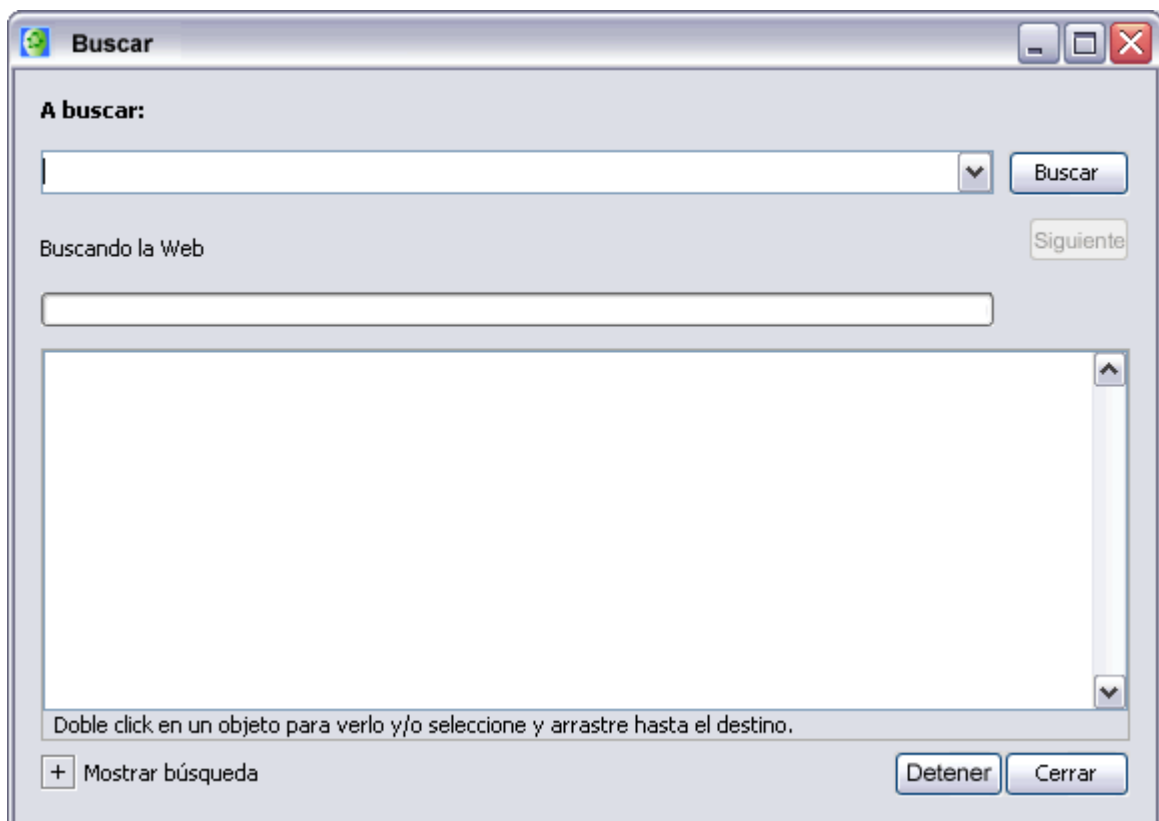 Buscar
A buscar:
Buscar
Buscando la Web
Siguiente
Doble click en un objeto para verlo y/o seleccione y arrastre hasta el destino.
+ Mostrar búsqueda
Detener
Cerrar